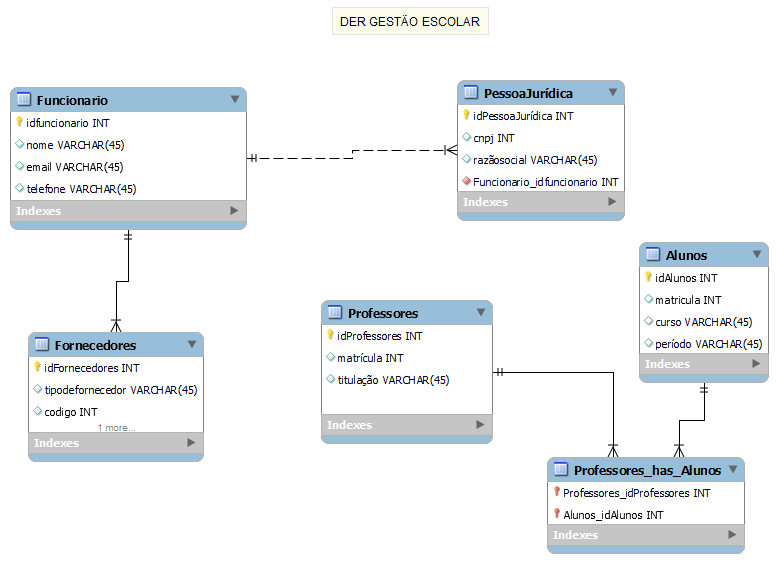 DER GESTÃO ESCOLAR
Funcionario
idfuncionario INT
nome VARCHAR(45)
email VARCHAR(45)
telefone VARCHAR(45)
Indexes
PessoaJurídica
idPessoaJurídica INT
cnpj INT
razãosocial VARCHAR(45)
Funcionario_idfuncionario INT
Indexes
Alunos
idAlunos INT
matricula INT
curso VARCHAR(45)
período VARCHAR(45)
Indexes
Professores
idProfessores INT
matrícula INT
titulação VARCHAR(45)
Indexes
Fornecedores
idFornecedores INT
tipodefornecedor VARCHAR(45)
codigo INT
1 more...
Indexes
Professores_has_Alunos
Professores_idProfessores INT
Alunos_idAlunos INT
Indexes